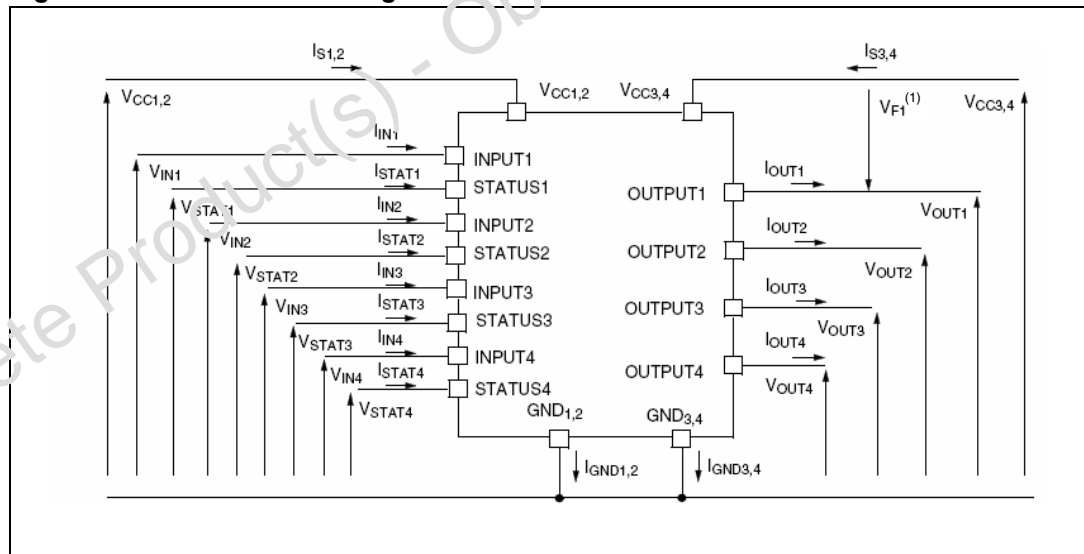 ete Product(s) - Ob
I_S1,2
I_S3,4
V_CC1,2
V_CC1,2
V_CC3,4
V_F1(1)
V_CC3,4
I_IN1
V_IN1
INPUT1
I_STAT1
V_STAT1
STATUS1
I_IN2
V_IN2
INPUT2
I_STAT2
V_STAT2
STATUS2
I_IN3
V_IN3
INPUT3
I_STAT3
V_STAT3
STATUS3
I_IN4
V_IN4
INPUT4
I_STAT4
V_STAT4
STATUS4
OUTPUT1
I_OUT1
V_OUT1
OUTPUT2
I_OUT2
V_OUT2
OUTPUT3
I_OUT3
V_OUT3
OUTPUT4
I_OUT4
V_OUT4
GND_1,2
GND_3,4
I_GND1,2
I_GND3,4